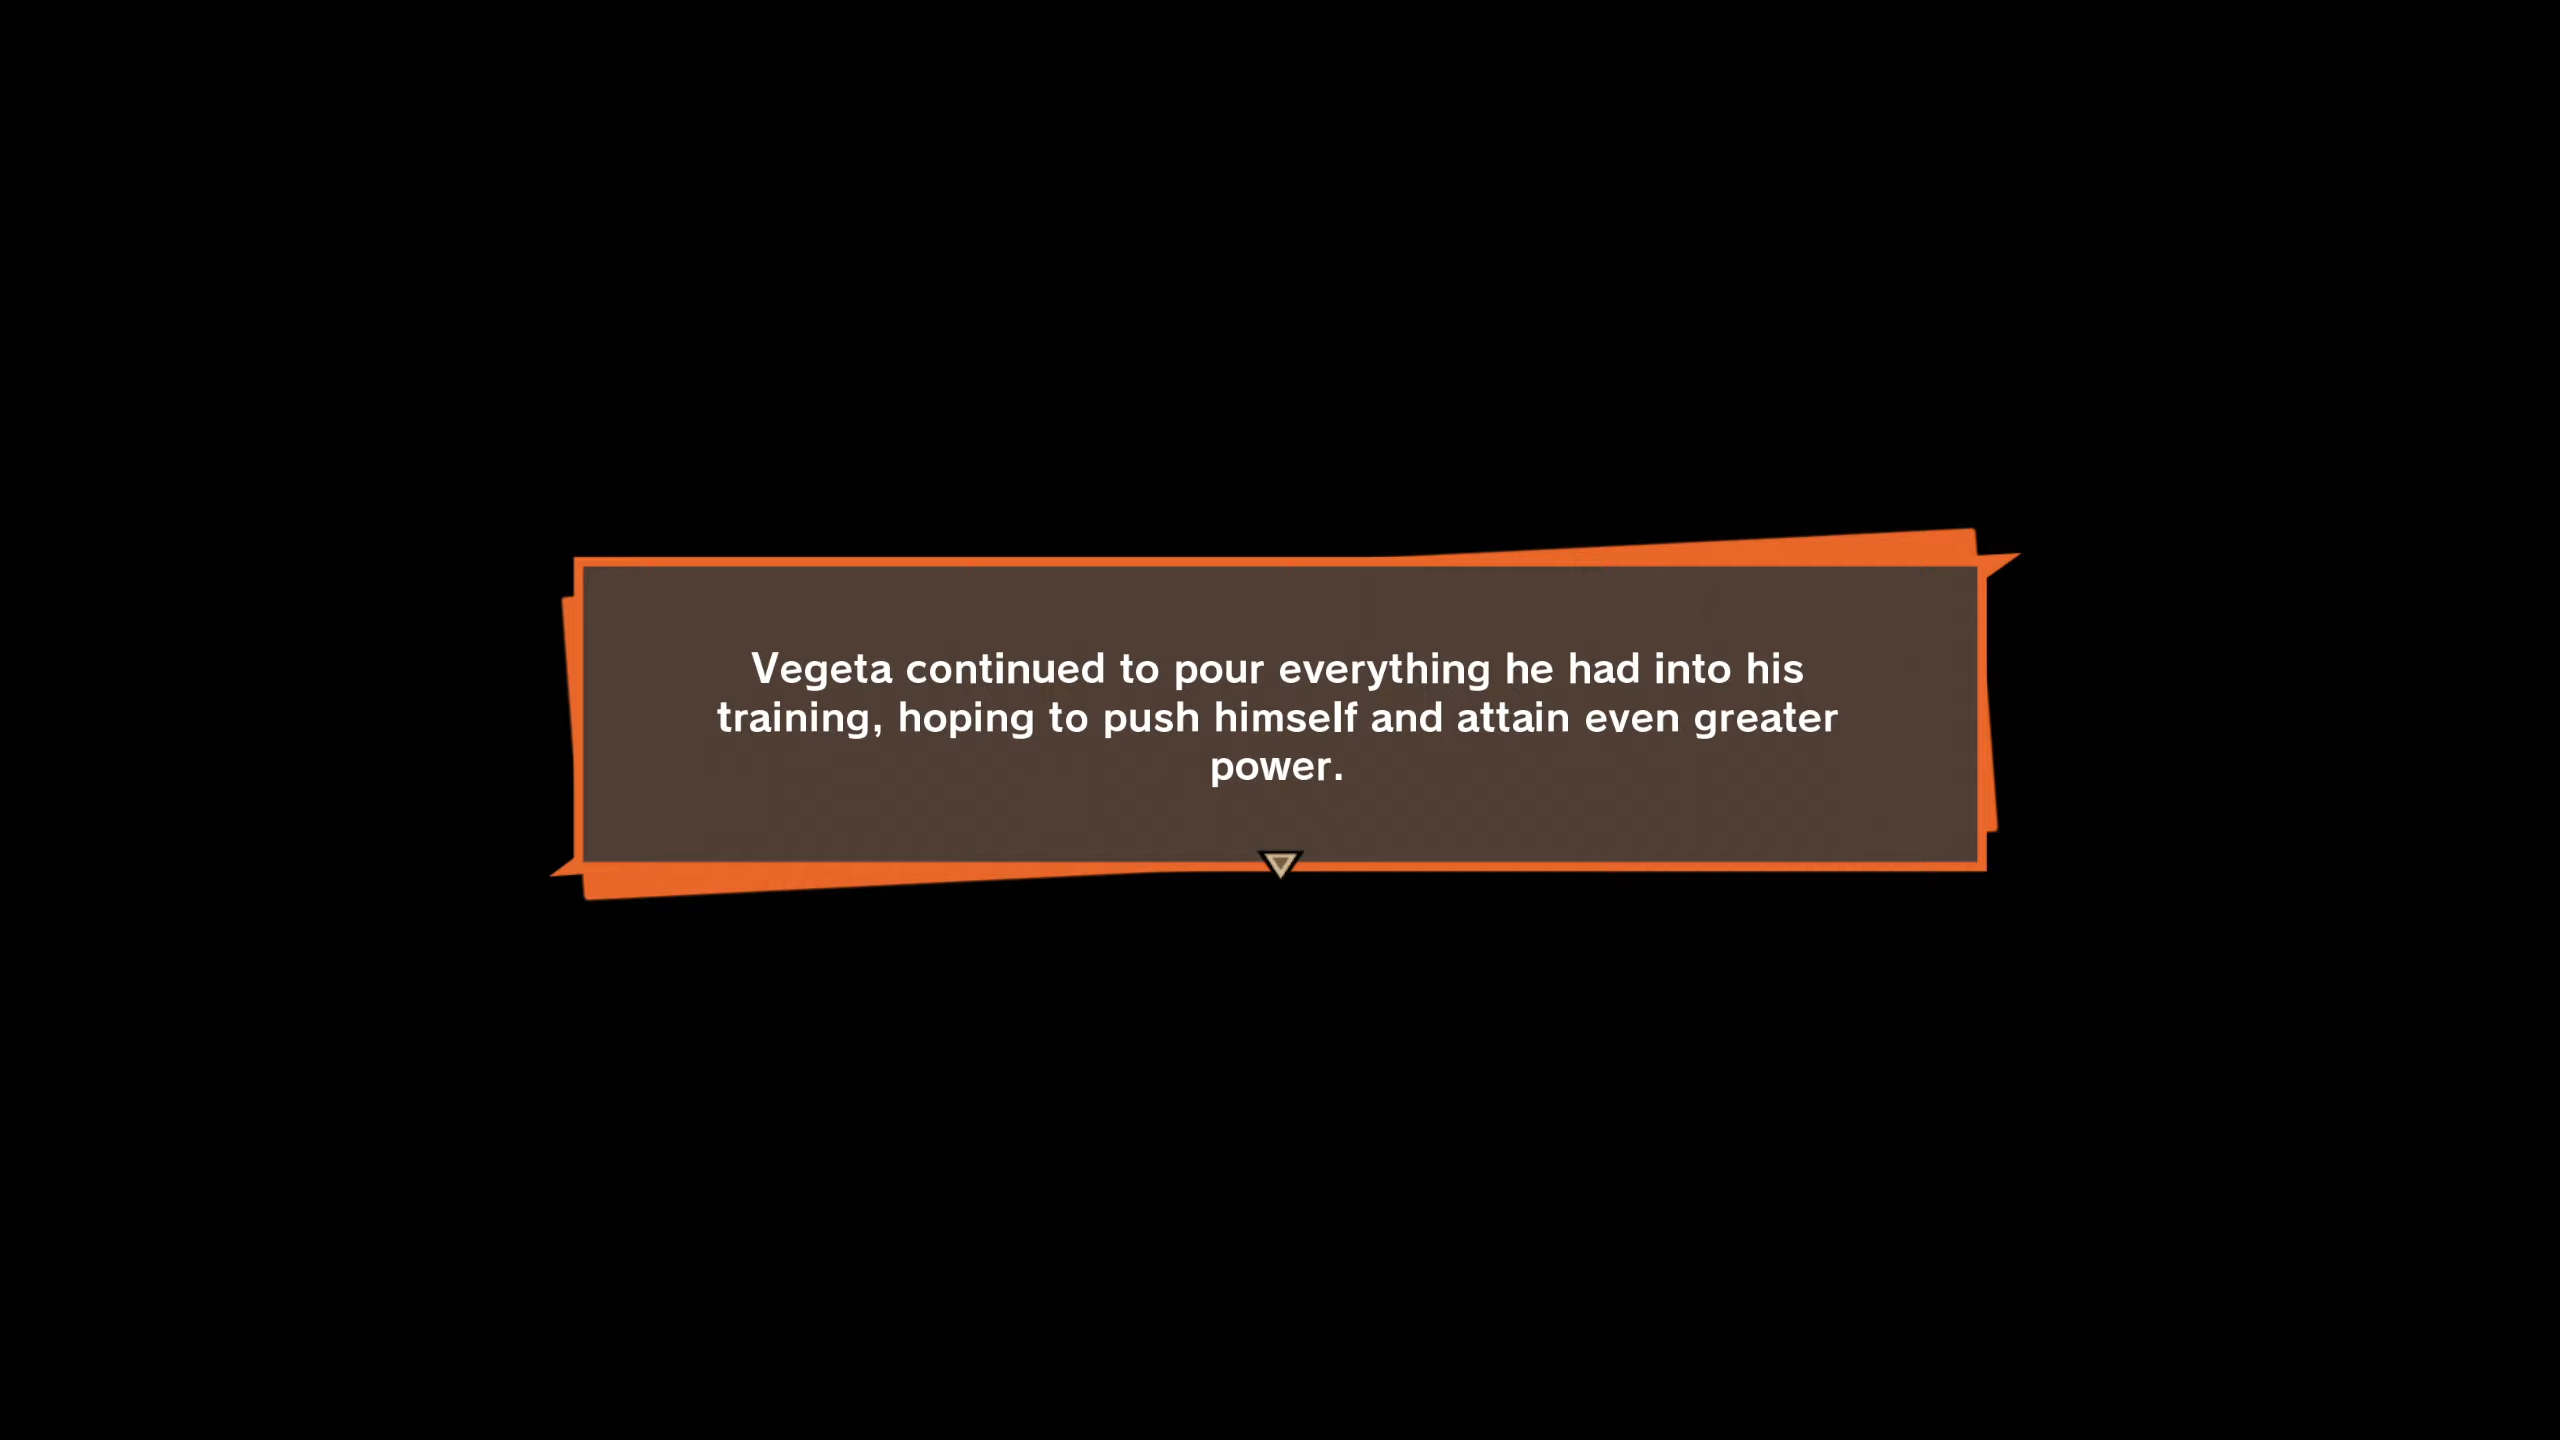 Vegeta continued to pour everything he had into his
training, hoping to push himself and attain even greater
power.